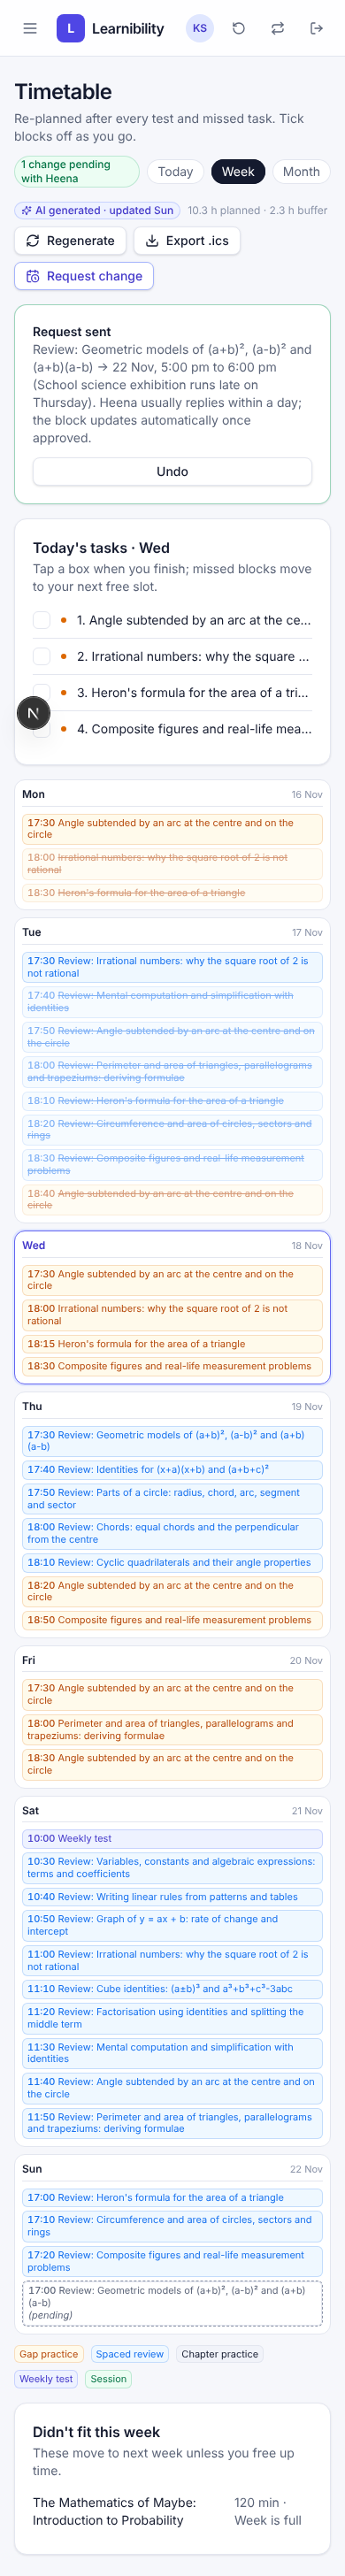 L Learnibility KS
Timetable
Re-planned after every test and missed task. Tick
blocks off as you go.
1 change pending
with Heena
Today Week Month
AI generated · updated Sun 10.3 h planned · 2.3 h buffer
Regenerate Export .ics
Request change
Request sent
Review: Geometric models of (a+b)², (a-b)² and
(a+b)(a-b) → 22 Nov, 5:00 pm to 6:00 pm
(School science exhibition runs late on
Thursday). Heena usually replies within a day;
the block updates automatically once
approved.
Undo
Today's tasks · Wed
Tap a box when you finish; missed blocks move
to your next free slot.
1. Angle subtended by an arc at the ce...
2. Irrational numbers: why the square ...
3. Heron's formula for the area of a tri...
N
4. Composite figures and real-life mea...
Mon 16 Nov
17:30 Angle subtended by an arc at the centre and on the
circle
18:00 Irrational numbers: why the square root of 2 is not
rational
18:30 Heron's formula for the area of a triangle
Tue 17 Nov
17:30 Review: Irrational numbers: why the square root of 2 is
not rational
17:40 Review: Mental computation and simplification with
identities
17:50 Review: Angle subtended by an arc at the centre and on
the circle
18:00 Review: Perimeter and area of triangles, parallelograms
and trapeziums: deriving formulae
18:10 Review: Heron's formula for the area of a triangle
18:20 Review: Circumference and area of circles, sectors and
rings
18:30 Review: Composite figures and real-life measurement
problems
18:40 Angle subtended by an arc at the centre and on the
circle
Wed 18 Nov
17:30 Angle subtended by an arc at the centre and on the
circle
18:00 Irrational numbers: why the square root of 2 is not
rational
18:15 Heron's formula for the area of a triangle
18:30 Composite figures and real-life measurement problems
Thu 19 Nov
17:30 Review: Geometric models of (a+b)², (a-b)² and (a+b)
(a-b)
17:40 Review: Identities for (x+a)(x+b) and (a+b+c)²
17:50 Review: Parts of a circle: radius, chord, arc, segment
and sector
18:00 Review: Chords: equal chords and the perpendicular
from the centre
18:10 Review: Cyclic quadrilaterals and their angle properties
18:20 Angle subtended by an arc at the centre and on the
circle
18:50 Composite figures and real-life measurement problems
Fri 20 Nov
17:30 Angle subtended by an arc at the centre and on the
circle
18:00 Perimeter and area of triangles, parallelograms and
trapeziums: deriving formulae
18:30 Angle subtended by an arc at the centre and on the
circle
Sat 21 Nov
10:00 Weekly test
10:30 Review: Variables, constants and algebraic expressions:
terms and coefficients
10:40 Review: Writing linear rules from patterns and tables
10:50 Review: Graph of y = ax + b: rate of change and
intercept
11:00 Review: Irrational numbers: why the square root of 2 is
not rational
11:10 Review: Cube identities: (a±b)³ and a³+b³+c³-3abc
11:20 Review: Factorisation using identities and splitting the
middle term
11:30 Review: Mental computation and simplification with
identities
11:40 Review: Angle subtended by an arc at the centre and on
the circle
11:50 Review: Perimeter and area of triangles, parallelograms
and trapeziums: deriving formulae
Sun 22 Nov
17:00 Review: Heron's formula for the area of a triangle
17:10 Review: Circumference and area of circles, sectors and
rings
17:20 Review: Composite figures and real-life measurement
problems
17:00 Review: Geometric models of (a+b)², (a-b)² and (a+b)
(a-b)
(pending)
Gap practice Spaced review Chapter practice
Weekly test Session
Didn't fit this week
These move to next week unless you free up
time.
The Mathematics of Maybe: 120 min ·
Introduction to Probability Week is full